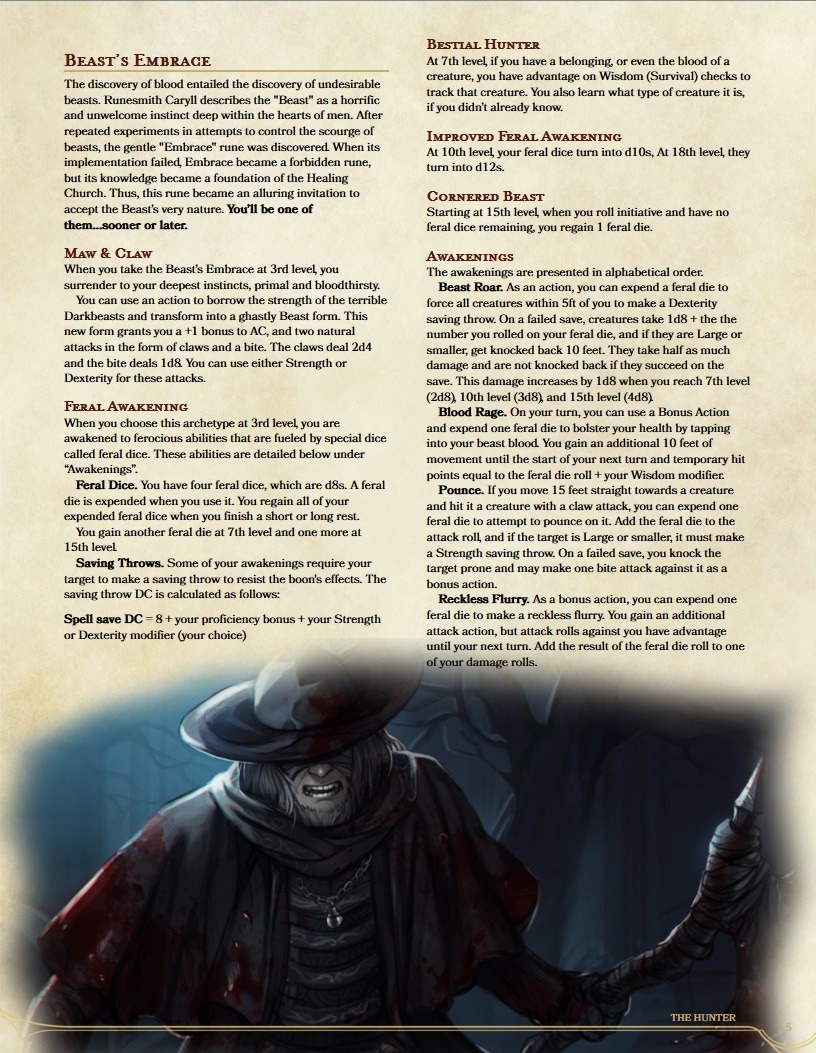 Beast's Embrace
The discovery of blood entailed the discovery of undesirable
beasts. Runesmith Caryll describes the "Beast" as a horrific
and unwelcome instinct deep within the hearts of men. After
repeated experiments in attempts to control the scourge of
beasts, the gentle "Embrace" rune was discovered. When its
implementation failed, Embrace became a forbidden rune,
but its knowledge became a foundation of the Healing
Church. Thus, this rune became an alluring invitation to
accept the Beast's very nature. You'll be one of
them...sooner or later.
Maw & Claw
When you take the Beast's Embrace at 3rd level, you
surrender to your deepest instincts, primal and bloodthirsty.
You can use an action to borrow the strength of the terrible
Darkbeasts and transform into a ghastly Beast form. This
new form grants you a +1 bonus to AC, and two natural
attacks in the form of claws and a bite. The claws deal 2d4
and the bite deals 1d8. You can use either Strength or
Dexterity for these attacks.
Feral Awakening
When you choose this archetype at 3rd level, you are
awakened to ferocious abilities that are fueled by special dice
called feral dice. These abilities are detailed below under
"Awakenings".
Feral Dice. You have four feral dice, which are d8s. A feral
die is expended when you use it. You regain all of your
expended feral dice when you finish a short or long rest.
You gain another feral die at 7th level and one more at
15th level.
Saving Throws. Some of your awakenings require your
target to make a saving throw to resist the boon's effects. The
saving throw DC is calculated as follows:
Spell save DC = 8 + your proficiency bonus + your Strength
or Dexterity modifier (your choice)
Bestial Hunter
At 7th level, if you have a belonging, or even the blood of a
creature, you have advantage on Wisdom (Survival) checks to
track that creature. You also learn what type of creature it is,
if you didn't already know.
Improved Feral Awakening
At 10th level, your feral dice turn into d10s, At 18th level, they
turn into d12s.
Cornered Beast
Starting at 15th level, when you roll initiative and have no
feral dice remaining, you regain 1 feral die.
Awakenings
The awakenings are presented in alphabetical order.
Beast Roar. As an action, you can expend a feral die to
force all creatures within 5ft of you to make a Dexterity
saving throw. On a failed save, creatures take 1d8 + the the
number you rolled on your feral die, and if they are Large or
smaller, get knocked back 10 feet. They take half as much
damage and are not knocked back if they succeed on the
save. This damage increases by 1d8 when you reach 7th level
(2d8), 10th level (3d8), and 15th level (4d8).
Blood Rage. On your turn, you can use a Bonus Action
and expend one feral die to bolster your health by tapping
into your beast blood. You gain an additional 10 feet of
movement until the start of your next turn and temporary hit
points equal to the feral die roll + your Wisdom modifier.
Pounce. If you move 15 feet straight towards a creature
and hit it a creature with a claw attack, you can expend one
feral die to attempt to pounce on it. Add the feral die to the
attack roll, and if the target is Large or smaller, it must make
a Strength saving throw. On a failed save, you knock the
target prone and may make one bite attack against it as a
bonus action.
Reckless Flurry. As a bonus action, you can expend one
feral die to make a reckless flurry. You gain an additional
attack action, but attack rolls against you have advantage
until your next turn. Add the result of the feral die roll to one
of your damage rolls.
THE HUNTER
5